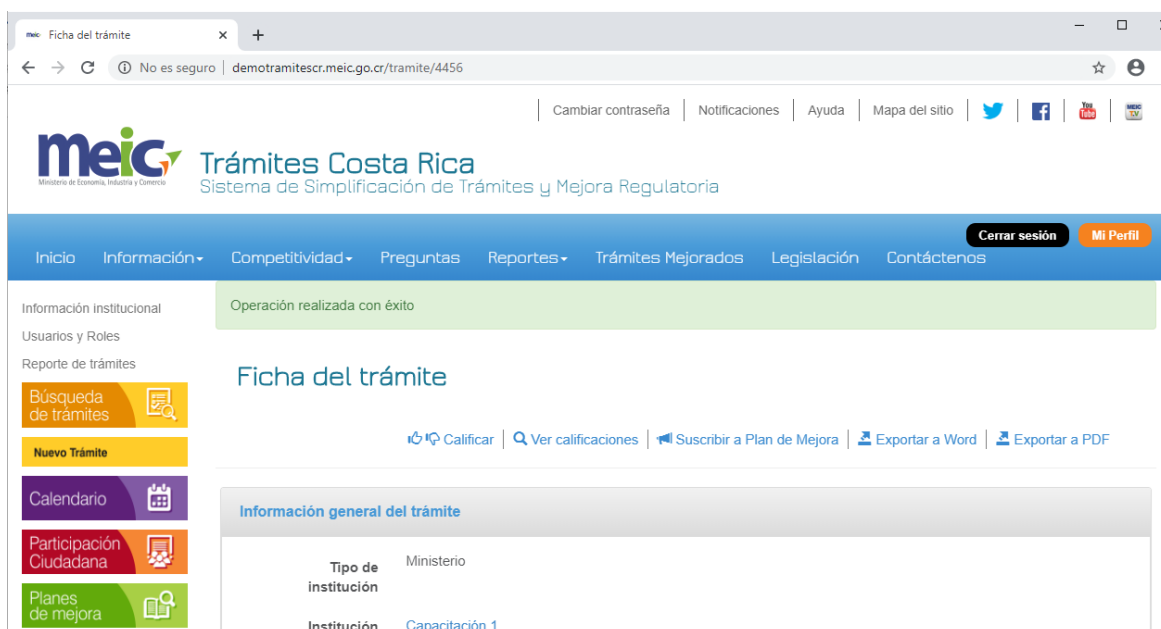 meic Ficha del trámite
No es seguro demotramitescr.meic.go.cr/tramite/4456
Cambiar contraseña Notificaciones Ayuda Mapa del sitio You Tube MEIC T.V
meic
Ministerio de Economía, Industria y Comercio
Trámites Costa Rica
Sistema de Simplificación de Trámites y Mejora Regulatoria
Cerrar sesión Mi Perfil
Inicio Información Competitividad Preguntas Reportes Trámites Mejorados Legislación Contáctenos
Información institucional
Usuarios y Roles
Reporte de trámites
Búsqueda
de trámites
Nuevo Trámite
Calendario
Participación
Ciudadana
Planes
de mejora
Operación realizada con éxito
Ficha del trámite
Calificar Ver calificaciones Suscribir a Plan de Mejora Exportar a Word Exportar a PDF
Información general del trámite
Tipo de institución Ministerio
Institución Capacitación 1